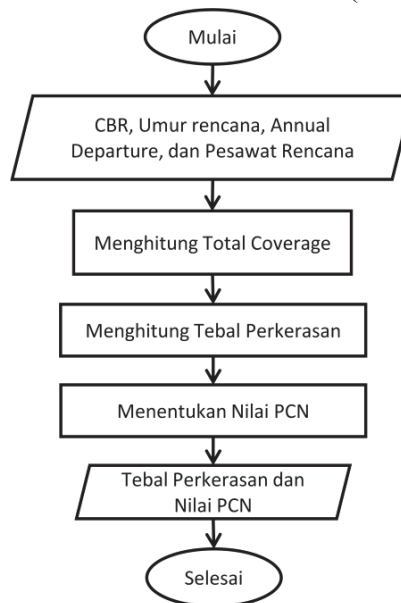 Mulai
CBR, Umur rencana, Annual
Departure, dan Pesawat Rencana
Menghitung Total Coverage
Menghitung Tebal Perkerasan
Menentukan Nilai PCN
Tebal Perkerasan dan
Nilai PCN
Selesai